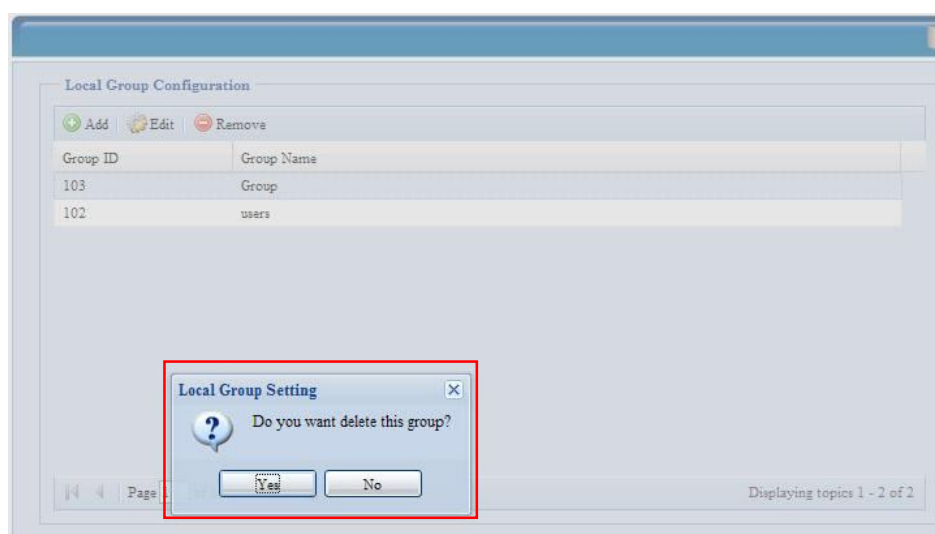 Local Group Configuration
Add Edit Remove
Group ID Group Name
103 Group
102 users
Local Group Setting
Do you want delete this group?
Yes No
Page 1 Displaying topics 1 - 2 of 2